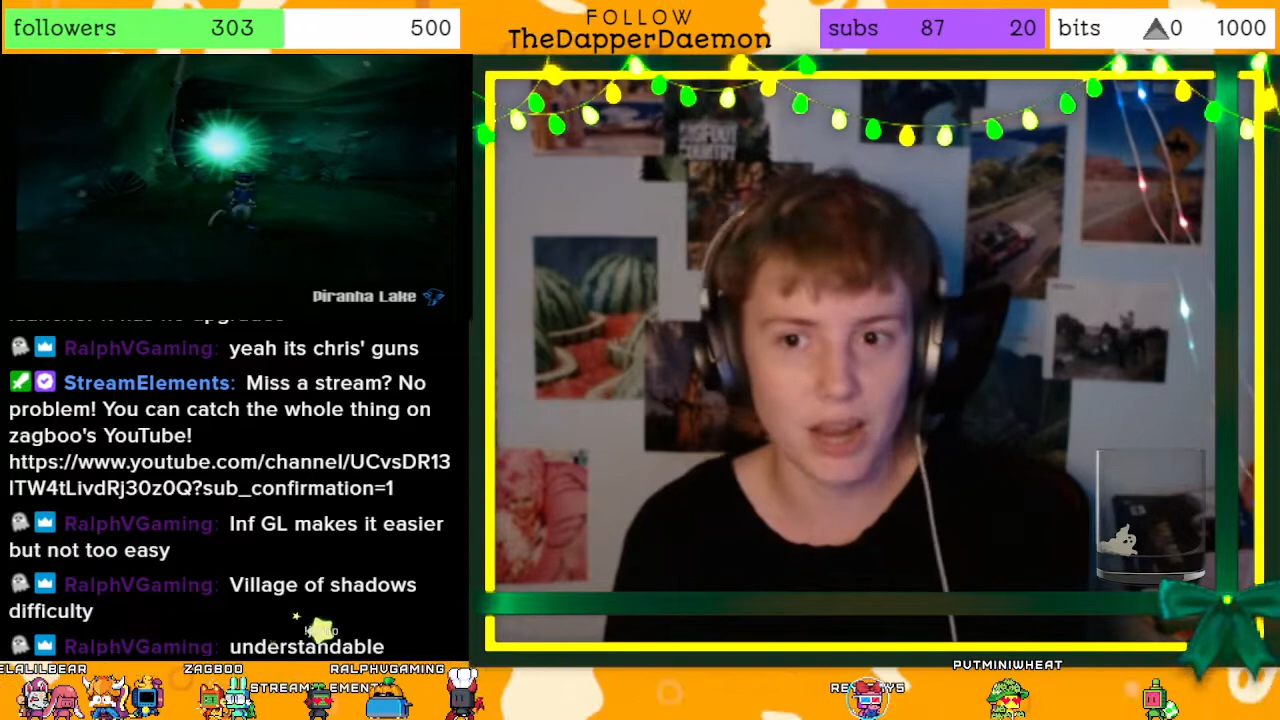 followers 303 500
FOLLOW
TheDapperDaemon
subs 87 20
bits 0 1000
BIGFOOT
COUNTRY
Piranha Lake
RalphVGaming: yeah its chris' guns
StreamElements: Miss a stream? No
problem! You can catch the whole thing on
zagboo's YouTube!
https://www.youtube.com/channel/UCvsDR13
lTW4tLivdRj30z0Q?sub_confirmation=1
RalphVGaming: Inf GL makes it easier
but not too easy
RalphVGaming: Village of shadows
difficulty
RalphVGaming: understandable
ELALILBEAR
ZAGBOO
RALPHVGAMING
PUTMINIWHEAT